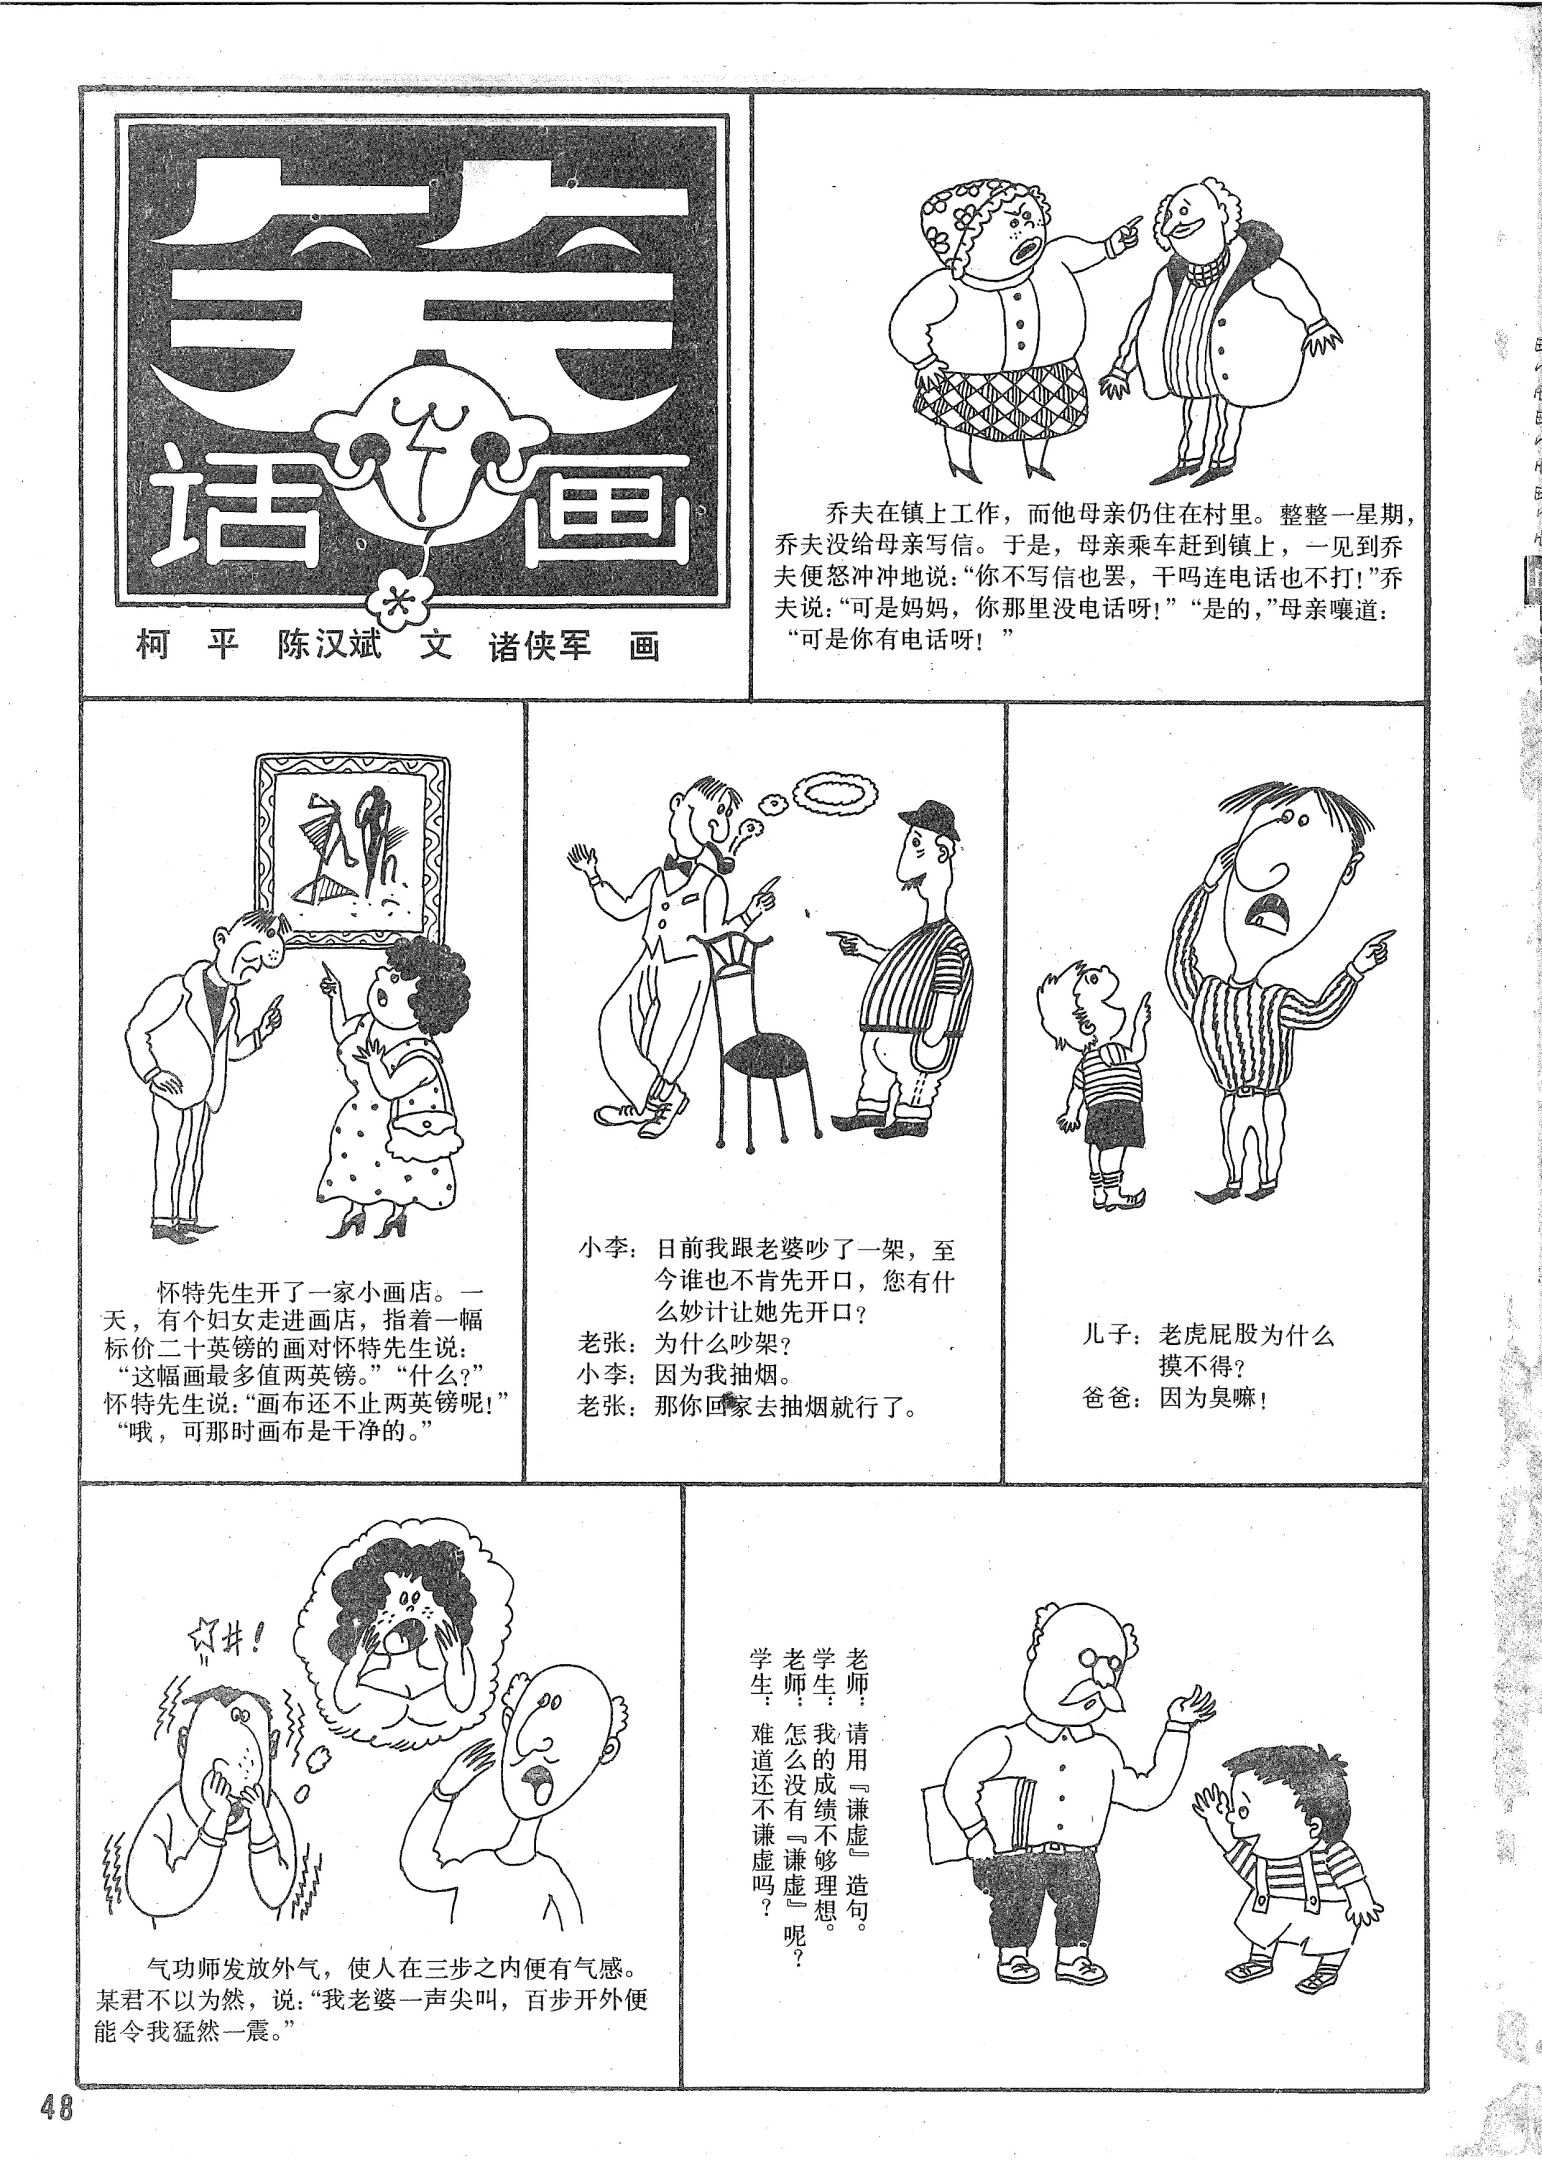 笑
话画
柯 平 陈汉斌 文 诸侠军 画
乔夫在镇上工作，而他母亲仍住在村里。整整一星期，
乔夫没给母亲写信。于是，母亲乘车赶到镇上，一见到乔
夫便怒冲冲地说：“你不写信也罢，干吗连电话也不打！”乔
夫说：“可是妈妈，你那里没电话呀！”“是的，”母亲嚷道：
“可是你有电话呀！”
怀特先生开了一家小画店。一
天，有个妇女走进画店，指着一幅
标价二十英镑的画对怀特先生说：
“这幅画最多值两英镑。”“什么？”
怀特先生说：“画布还不止两英镑呢！”
“哦，可那时画布是干净的。”
小李：日前我跟老婆吵了一架，至
今谁也不肯先开口，您有什
么妙计让她先开口？
老张：为什么吵架？
小李：因为我抽烟。
老张：那你回家去抽烟就行了。
儿子：老虎屁股为什么
摸不得？
爸爸：因为臭嘛！
☆#！
气功师发放外气，使人在三步之内便有气感。
某君不以为然，说：“我老婆一声尖叫，百步开外便
能令我猛然一震。”
老师：请用『谦虚』造句。
学生：我的成绩不够理想。
老师：怎么没有『谦虚』呢？
学生：难道还不谦虚吗？
48